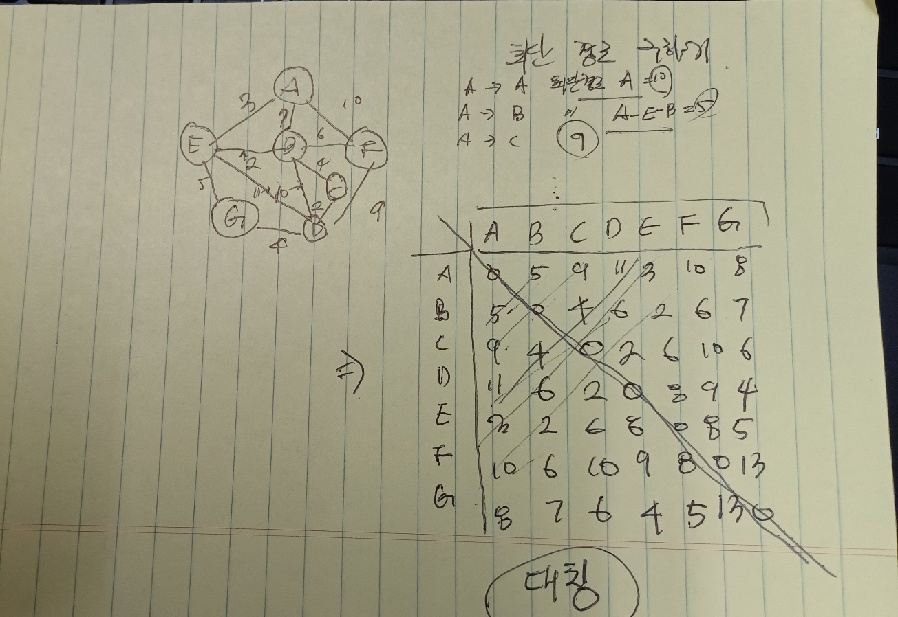 최단 경로 구하기
A → A 최단경로 A = 0
A → B " A-E-B = 5
A → C 9
A
3
10
E
2
6
F
4
5
11
10
2
9
G
D
4
A B C D E F G
A 0 5 9 11 3 10 8
B 5 0 4 6 2 6 7
C 9 4 0 2 6 10 6
D 11 6 2 0 8 9 4
E 3 2 6 8 0 8 5
F 10 6 10 9 8 0 13
G 8 7 6 4 5 13 0
대칭